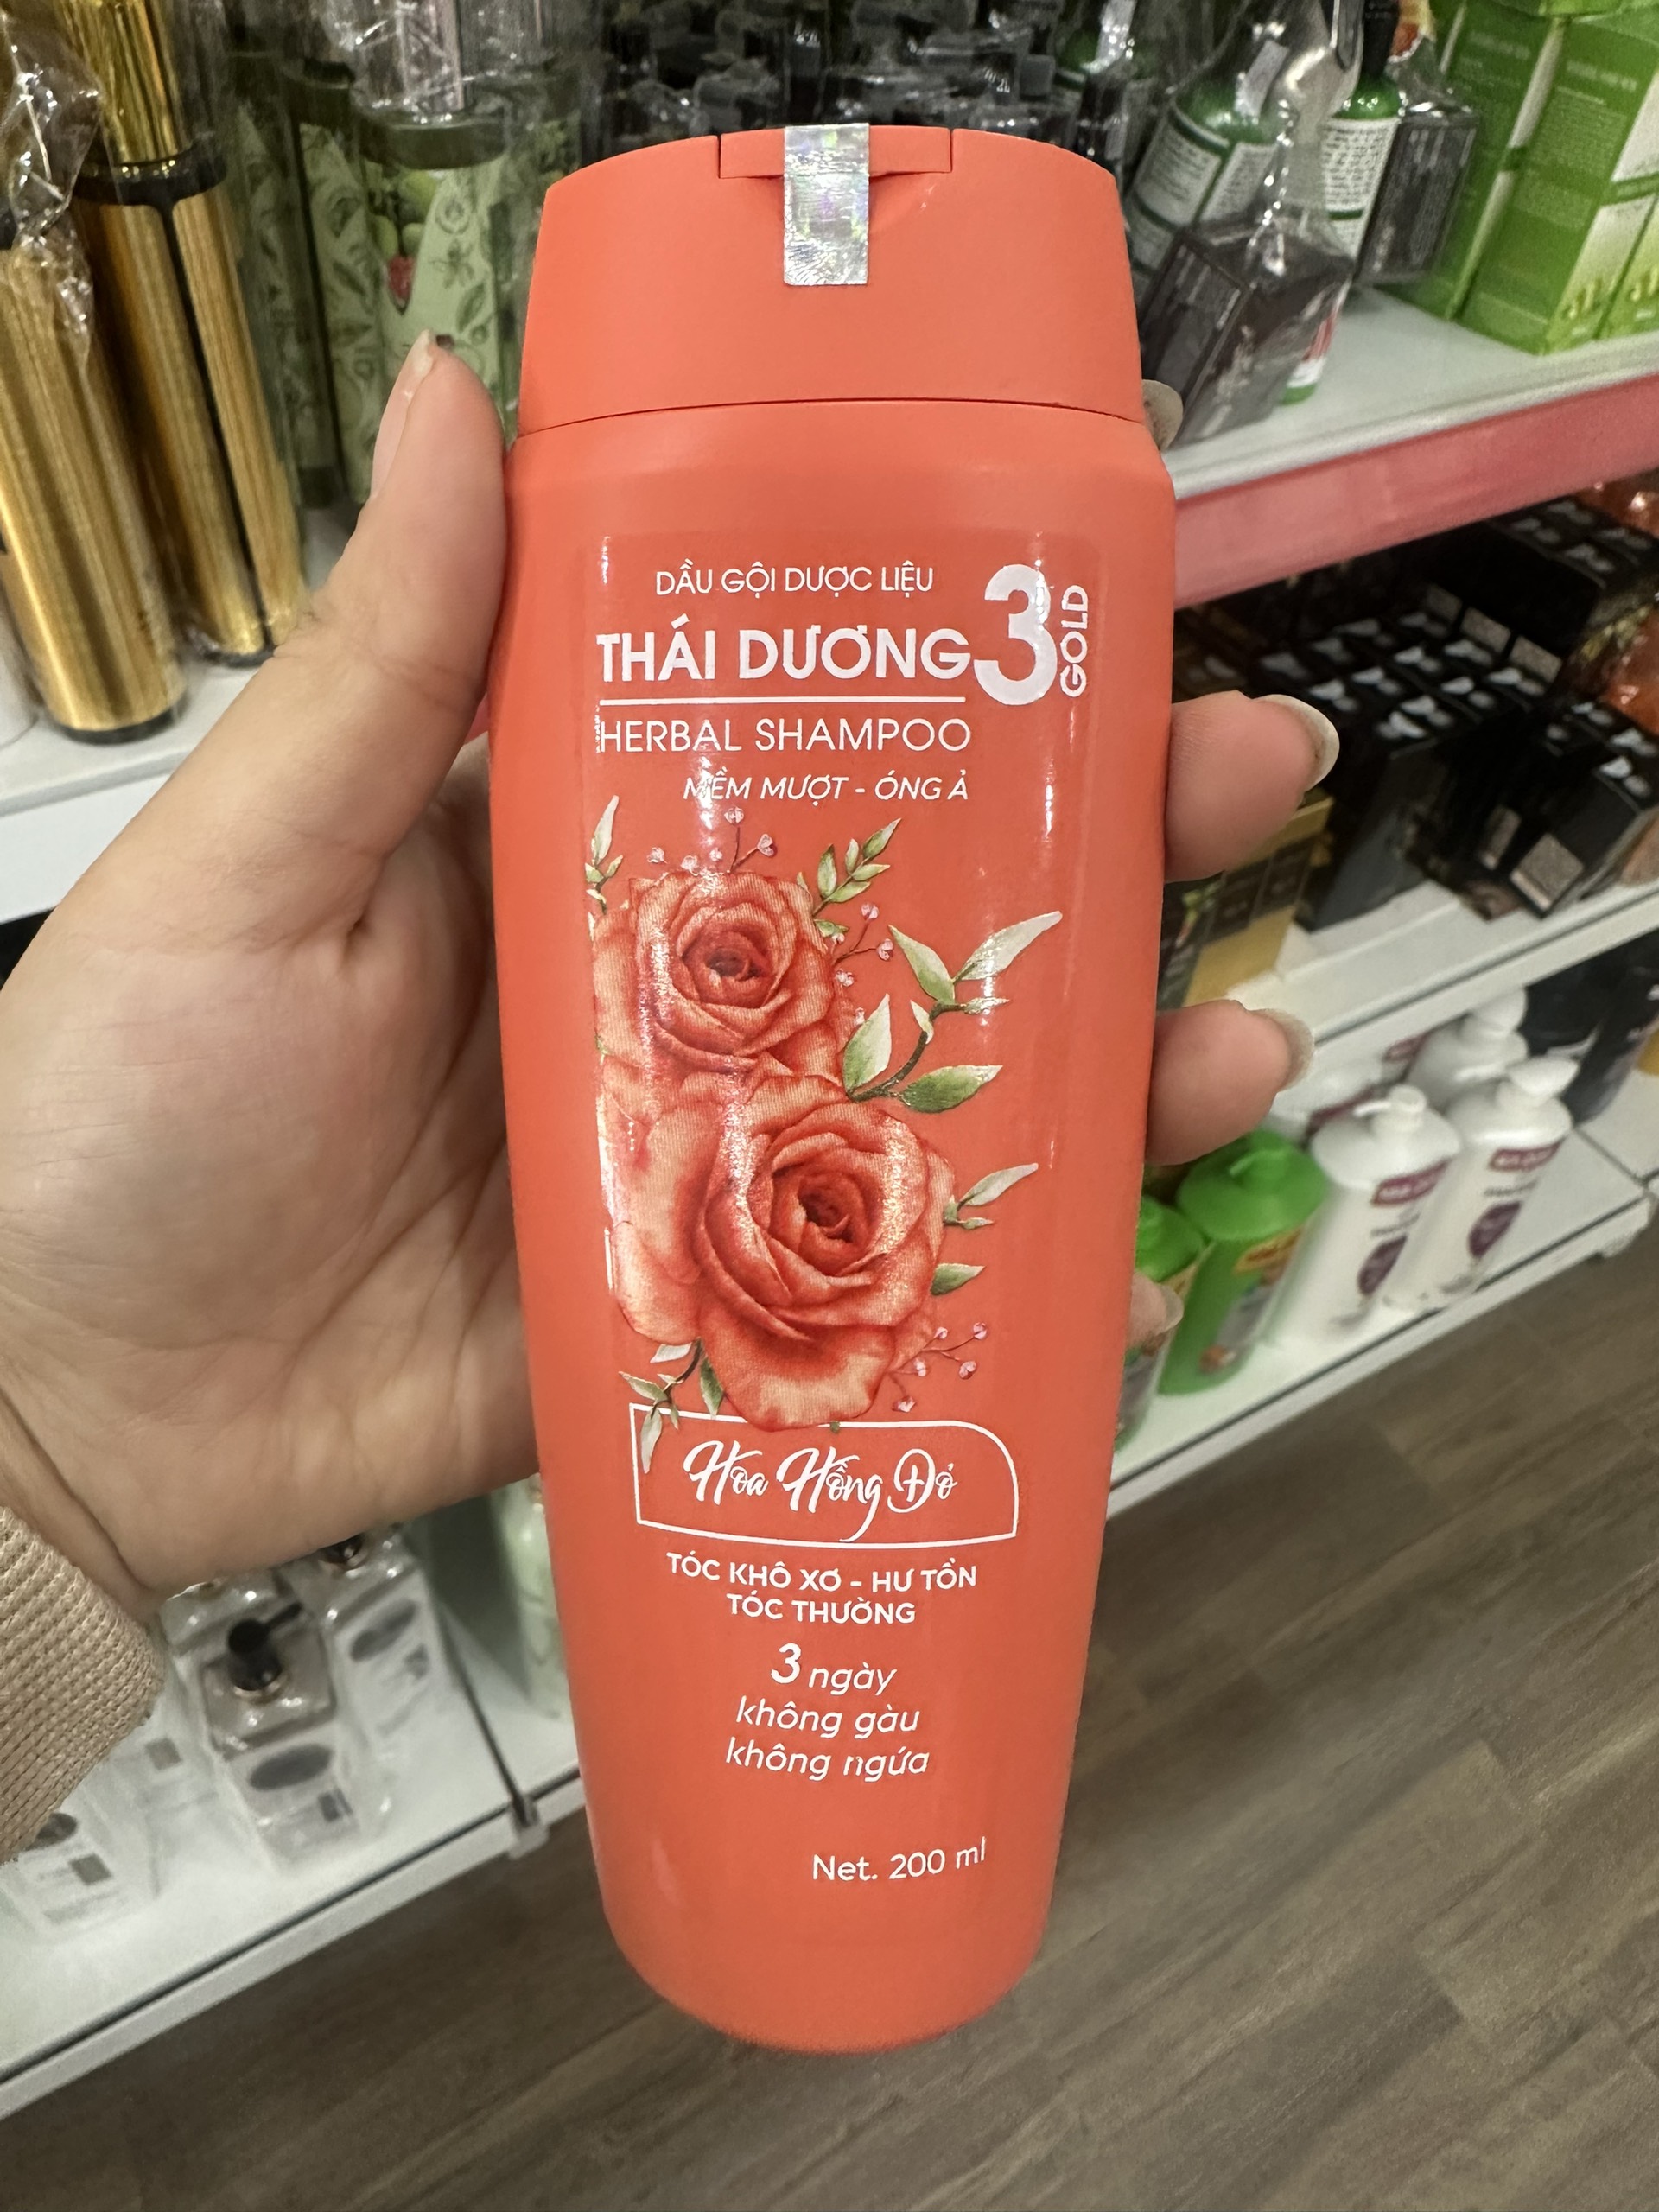 DẦU GỘI DƯỢC LIỆU
THÁI DƯƠNG 3 GOLD
HERBAL SHAMPOO
MỀM MƯỢT - ÓNG Ả
Hoa Hồng Đỏ
TÓC KHÔ XƠ - HƯ TỔN
TÓC THƯỜNG
3 ngày
không gàu
không ngứa
Net. 200 ml